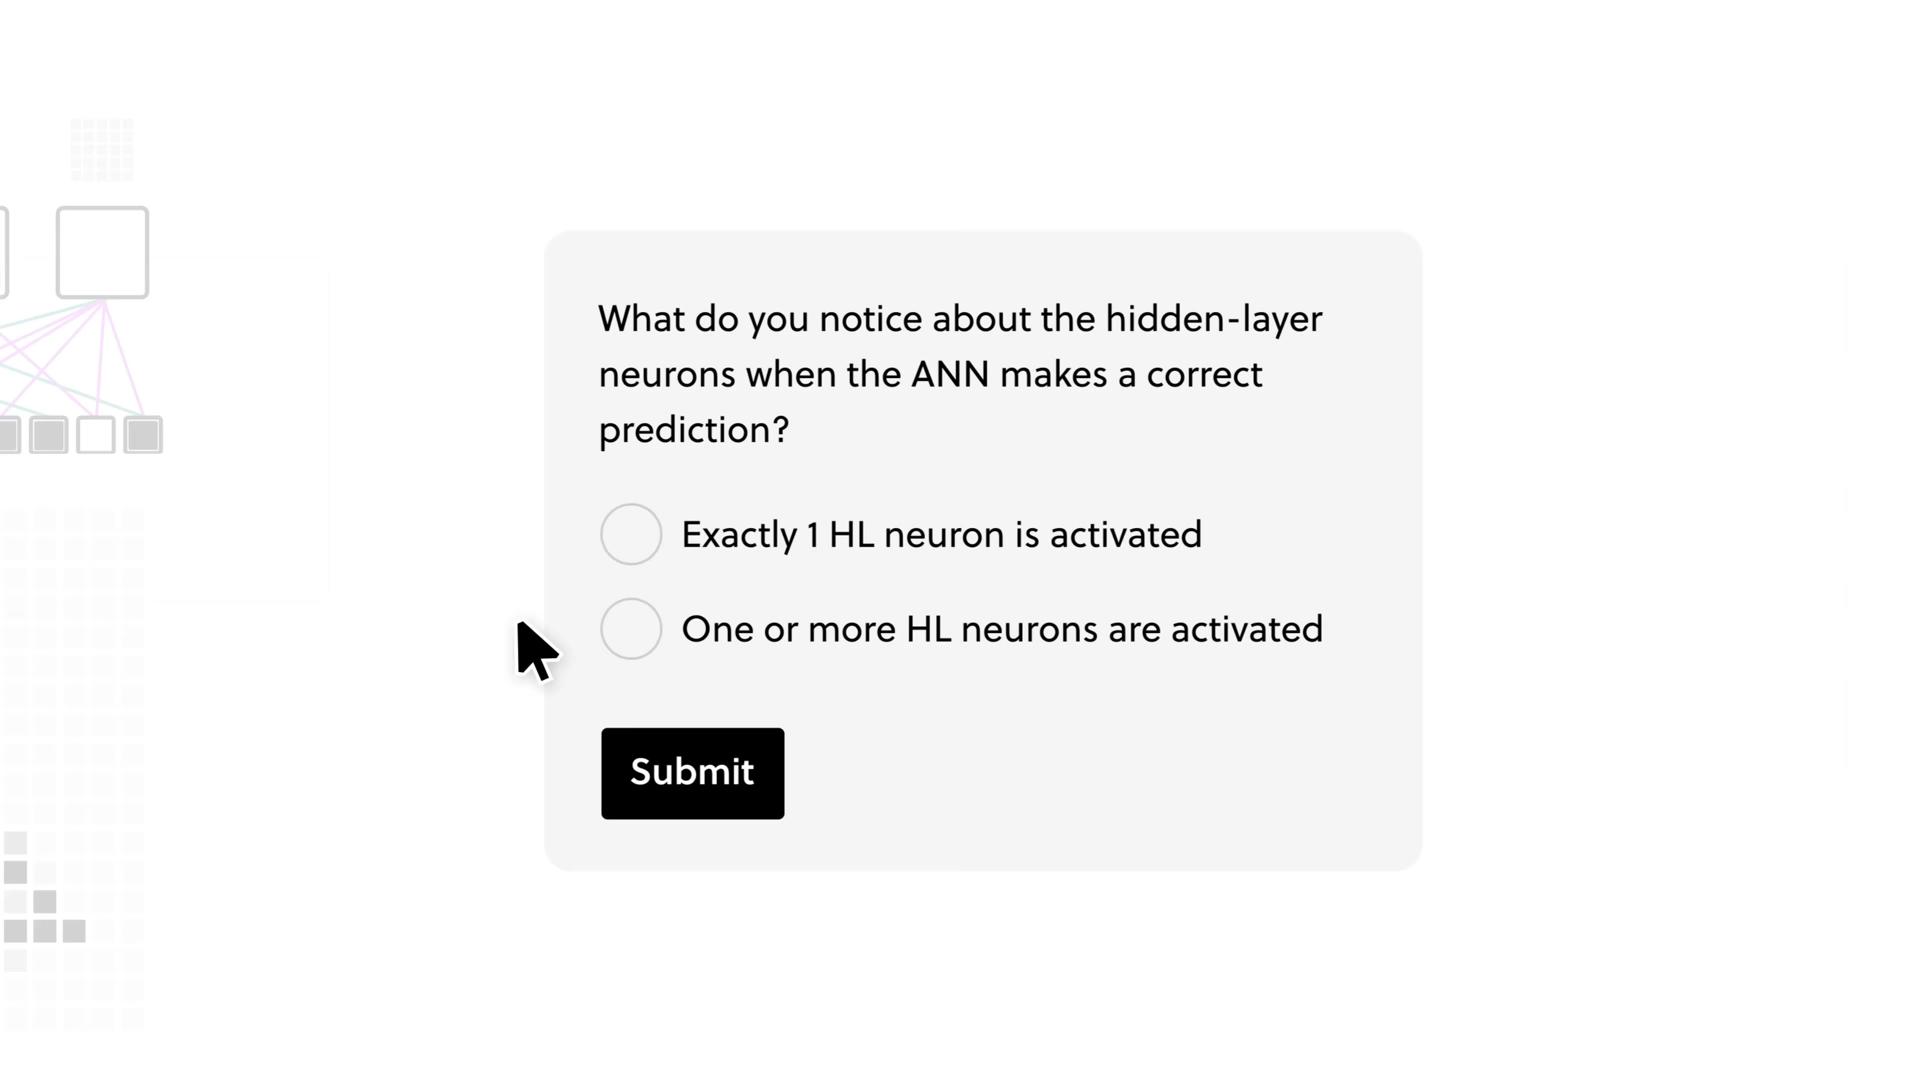 What do you notice about the hidden-layer
neurons when the ANN makes a correct
prediction?
Exactly 1 HL neuron is activated
One or more HL neurons are activated
Submit